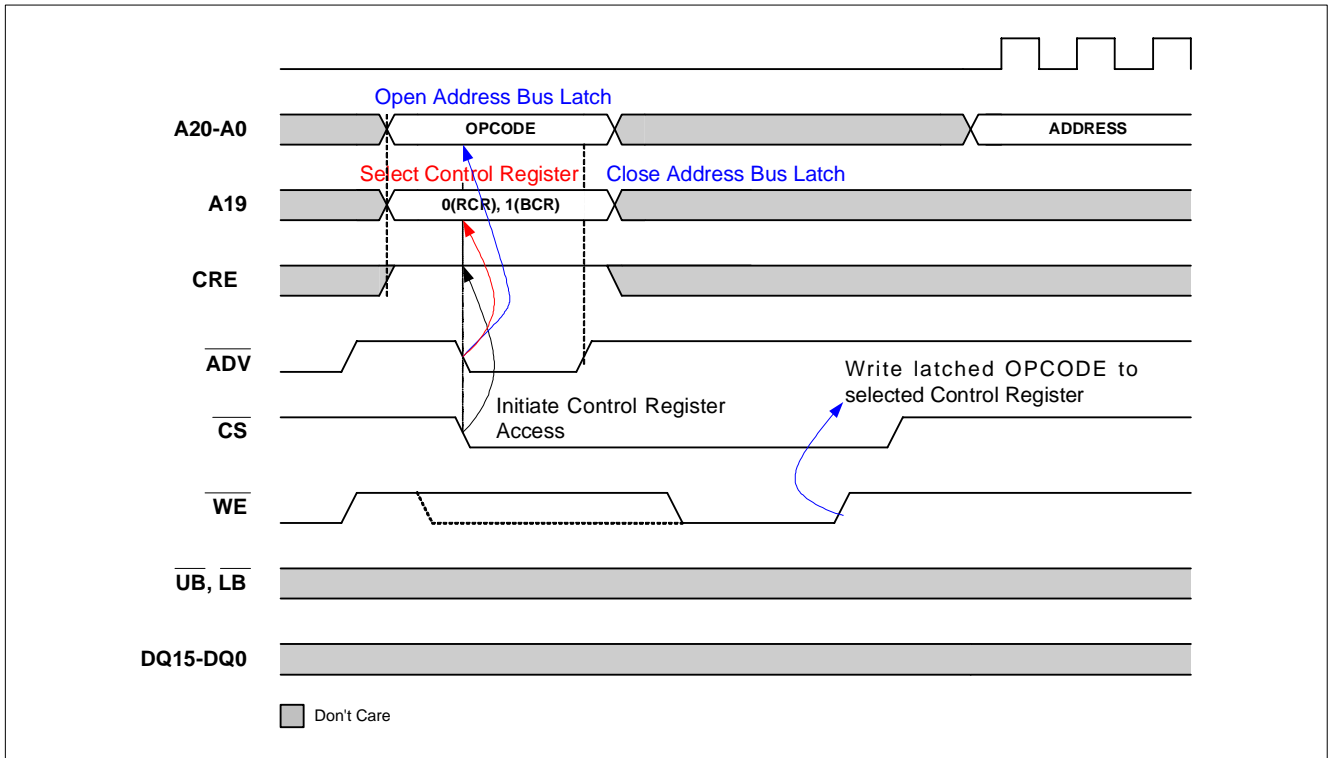 Open Address Bus Latch
A20-A0
OPCODE
ADDRESS
Select Control Register
Close Address Bus Latch
A19
0(RCR), 1(BCR)
CRE
ADV
Write latched OPCODE to
selected Control Register
Initiate Control Register
Access
CS
WE
UB, LB
DQ15-DQ0
Don't Care